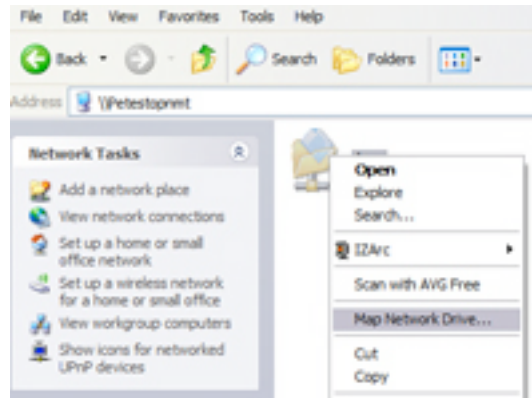 File Edit View Favorites Tools Help
Back Search Folders
Address \\Petestopnmt
Network Tasks
Add a network place
View network connections
Set up a home or small
office network
Set up a wireless network
for a home or small office
View workgroup computers
Show icons for networked
UPnP devices
Open
Explore
Search...
IZArc
Scan with AVG Free
Map Network Drive...
Cut
Copy